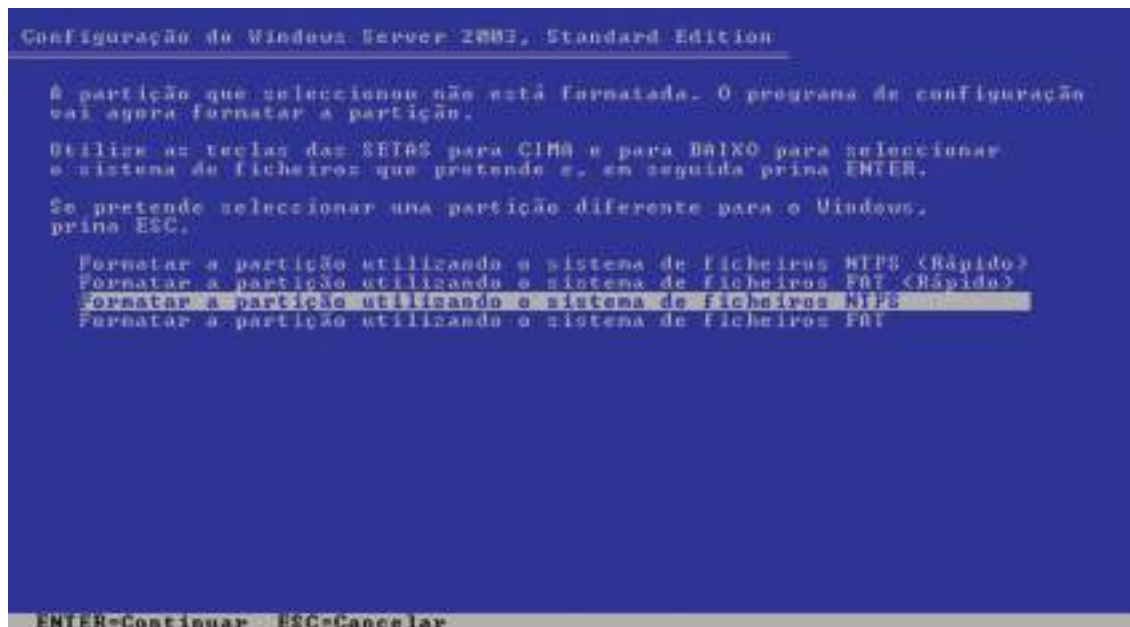 Configuração do Windows Server 2003, Standard Edition
A partição que seleccionou não está formatada. O programa de configuração
vai agora formatar a partição.
Utilize as teclas das SETAS para CIMA e para BAIXO para seleccionar
o sistema de ficheiros que pretende e, em seguida prima ENTER.
Se pretende seleccionar uma partição diferente para o Windows,
prima ESC.
Formatar a partição utilizando o sistema de ficheiros NTFS <Rápido>
Formatar a partição utilizando o sistema de ficheiros FAT <Rápido>
Formatar a partição utilizando o sistema de ficheiros NTFS
Formatar a partição utilizando o sistema de ficheiros FAT
ENTER=Continuar ESC=Cancelar